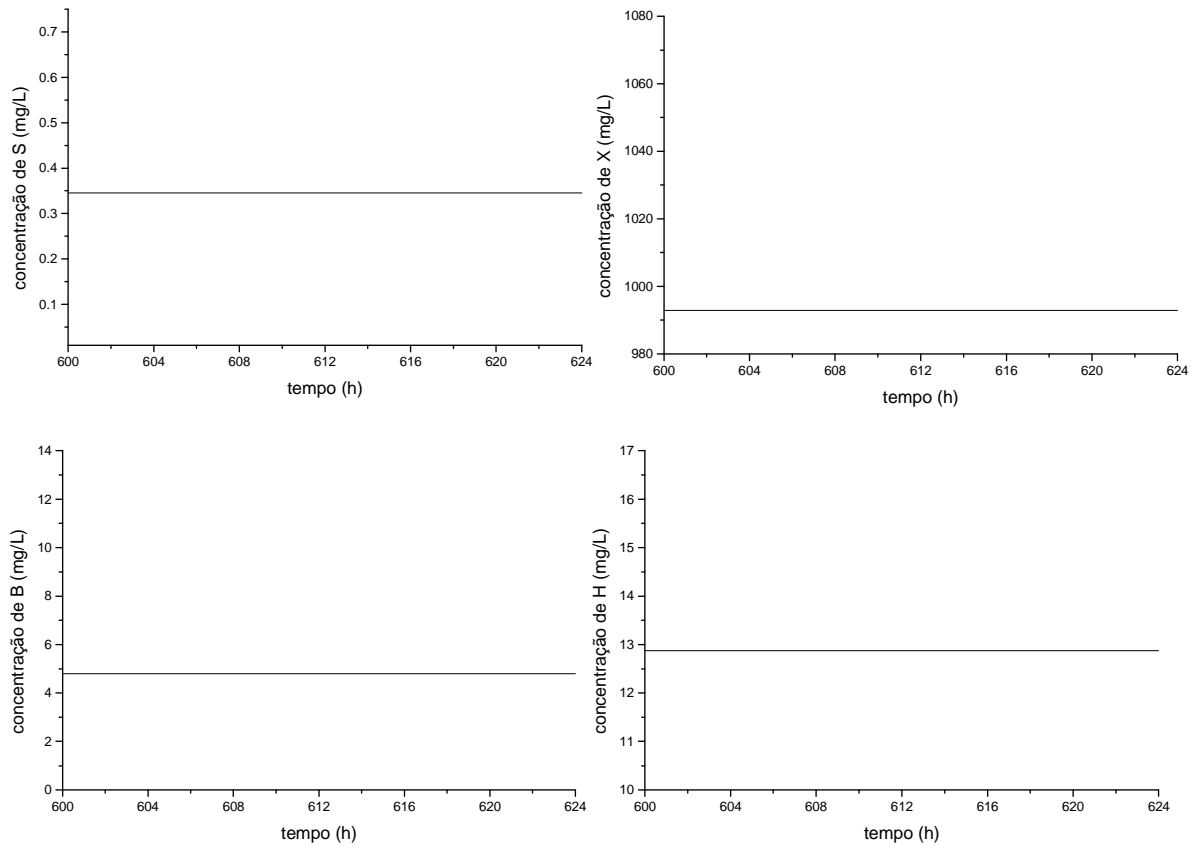 concentração de S (mg/L)
0.7
0.6
0.5
0.4
0.3
0.2
0.1
600 604 608 612 616 620 624
tempo (h)
concentração de X (mg/L)
1080
1060
1040
1020
1000
980
600 604 608 612 616 620 624
tempo (h)
concentração de B (mg/L)
14
12
10
8
6
4
2
0
600 604 608 612 616 620 624
tempo (h)
concentração de H (mg/L)
17
16
15
14
13
12
11
10
600 604 608 612 616 620 624
tempo (h)